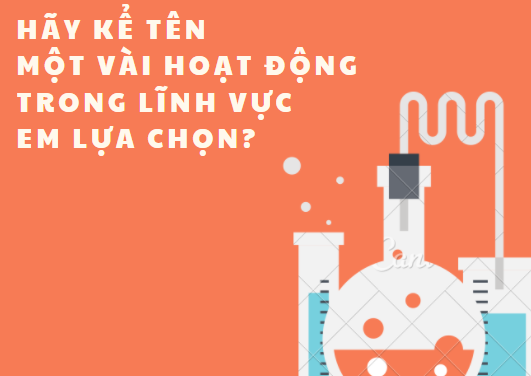 HÃY KỂ TÊN
MỘT VÀI HOẠT ĐỘNG
TRONG LĨNH VỰC
EM LỰA CHỌN?